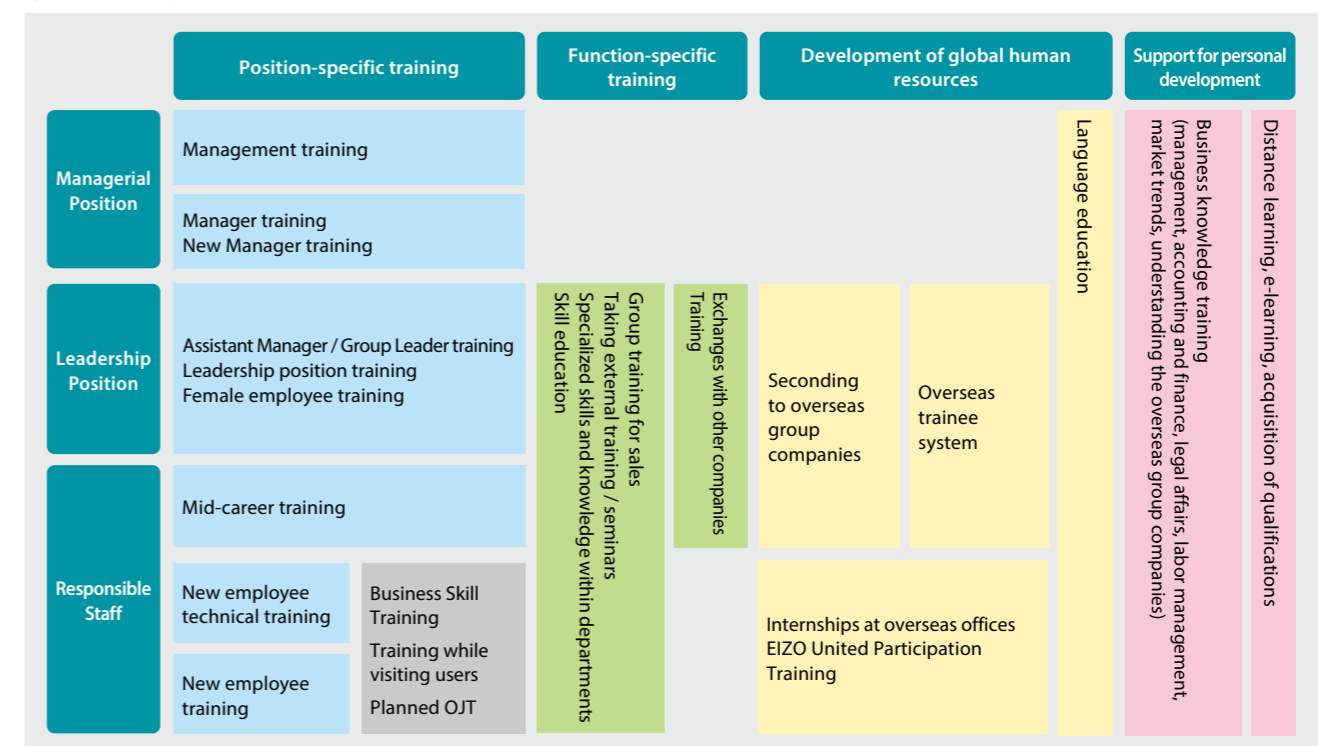 Position-specific training
Function-specific
training
Development of global human
resources
Support for personal
development
Managerial
Position
Management training
Manager training
New Manager training
Leadership
Position
Assistant Manager / Group Leader training
Leadership position training
Female employee training
Responsible
Staff
Mid-career training
New employee
technical training
New employee
training
Business Skill
Training
Training while
visiting users
Planned OJT
Group training for sales
Taking external training / seminars
Specialized skills and knowledge within departments
Skill education
Exchanges with other companies
Training
Seconding
to overseas
group
companies
Overseas
trainee
system
Internships at overseas offices
EIZO United Participation
Training
Language education
Business knowledge training
(management, accounting and finance, legal affairs, labor management,
market trends, understanding the overseas group companies)
Distance learning, e-learning, acquisition of qualifications